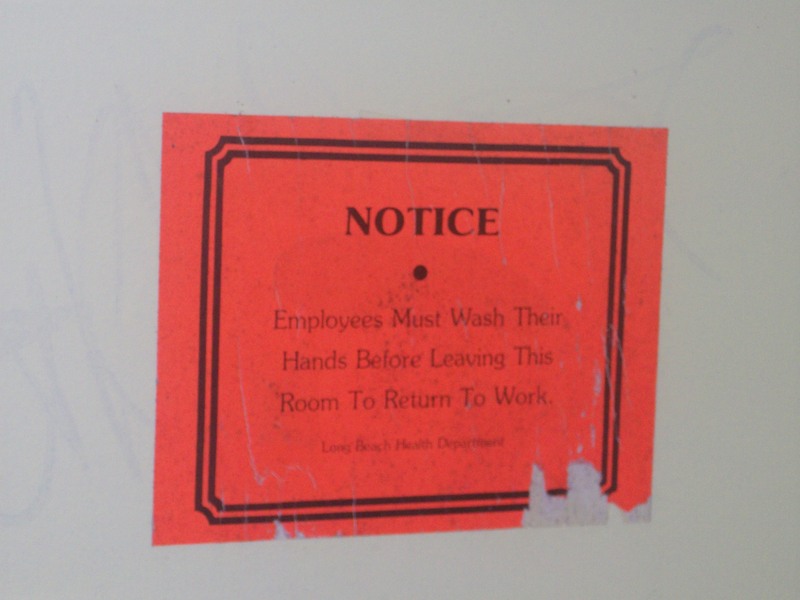 NOTICE
Employees Must Wash Their
Hands Before Leaving This
Room To Return To Work.
Long Beach Health Department